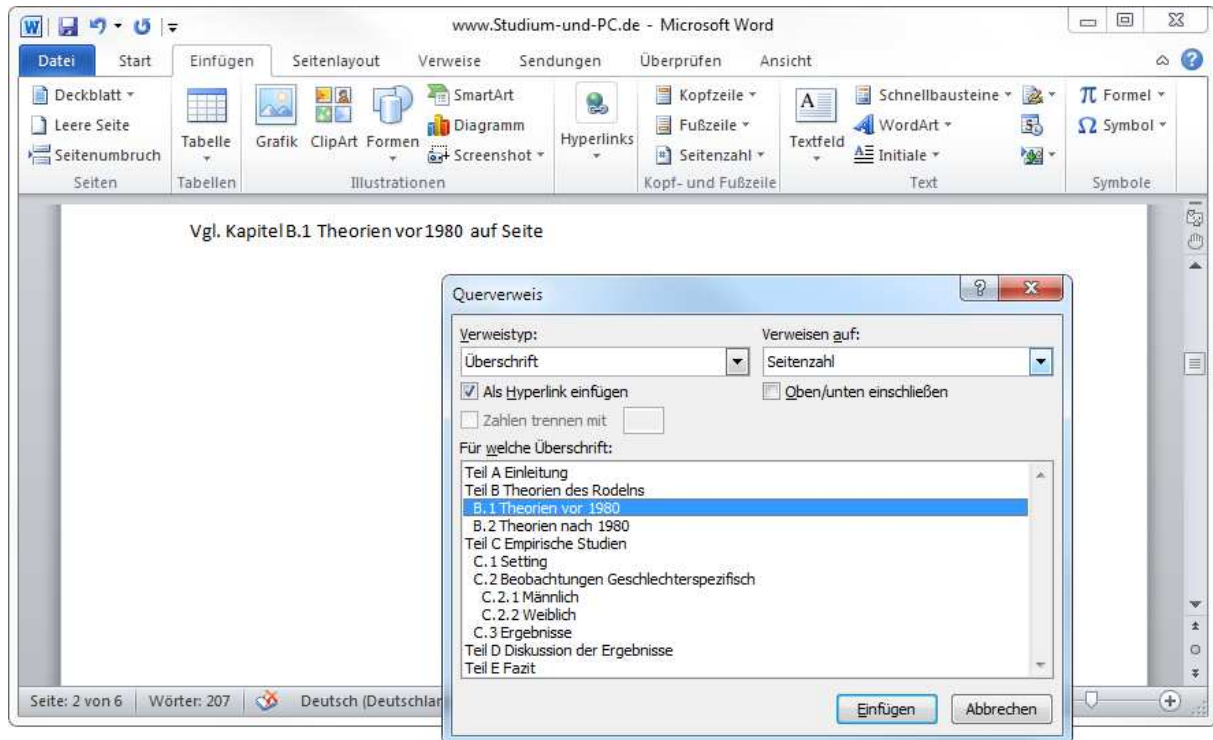 www.Studium-und-PC.de - Microsoft Word
Datei Start Einfügen Seitenlayout Verweise Sendungen Überprüfen Ansicht
Deckblatt
Leere Seite
Seitenumbruch
Seiten
Tabelle
Tabellen
Grafik ClipArt Formen
SmartArt
Diagramm
Screenshot
Illustrationen
Hyperlinks
Kopfzeile
Fußzeile
Seitenzahl
Kopf- und Fußzeile
Textfeld
Schnellbausteine
WordArt
Initiale
Text
π Formel
Ω Symbol
Symbole
Vgl. Kapitel B.1 Theorien vor 1980 auf Seite
Querverweis
Verweistyp:
Überschrift
Verweisen auf:
Seitenzahl
Als Hyperlink einfügen
Oben/unten einschließen
Zahlen trennen mit
Für welche Überschrift:
Teil A Einleitung
Teil B Theorien des Rodelns
B.1 Theorien vor 1980
B.2 Theorien nach 1980
Teil C Empirische Studien
C.1 Setting
C.2 Beobachtungen Geschlechterspezifisch
C.2.1 Männlich
C.2.2 Weiblich
C.3 Ergebnisse
Teil D Diskussion der Ergebnisse
Teil E Fazit
Einfügen Abbrechen
Seite: 2 von 6 Wörter: 207 Deutsch (Deutschlan